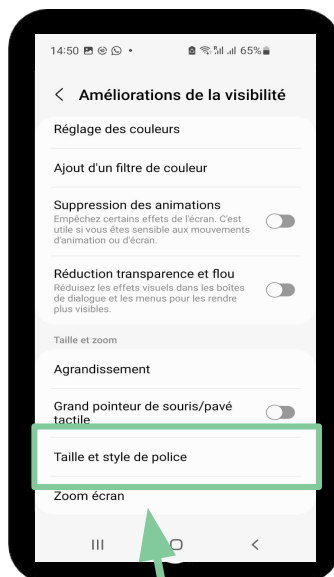 14:50 65%
Améliorations de la visibilité
Réglage des couleurs
Ajout d'un filtre de couleur
Suppression des animations
Empêchez certains effets de l'écran. C'est
utile si vous êtes sensible aux mouvements
d'animation ou d'écran.
Réduction transparence et flou
Réduisez les effets visuels dans les boîtes
de dialogue et les menus pour les rendre
plus visibles.
Taille et zoom
Agrandissement
Grand pointeur de souris/pavé
tactile
Taille et style de police
Zoom écran